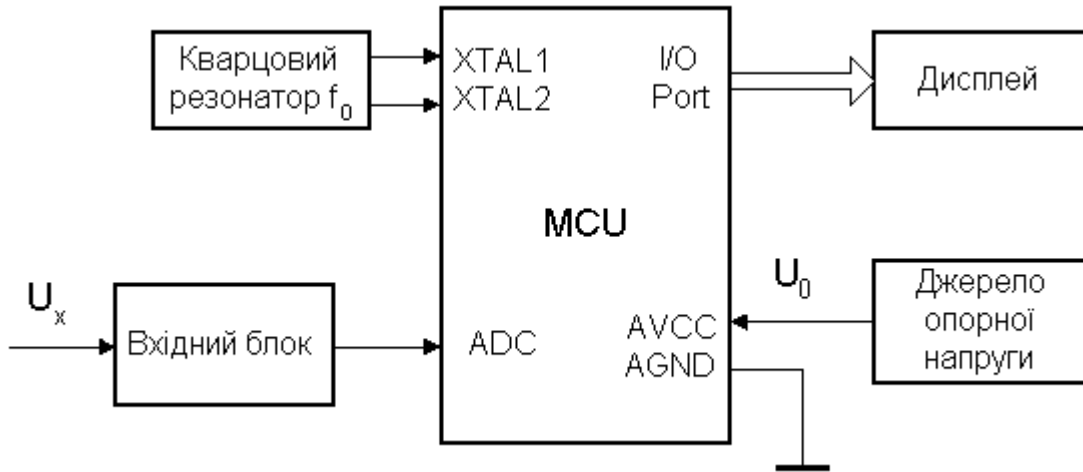 Кварцовий
резонатор f0
XTAL1
XTAL2
I/O
Port
Дисплей
MCU
Ux
Вхідний блок
ADC
AVCC
AGND
U0
Джерело
опорної
напруги